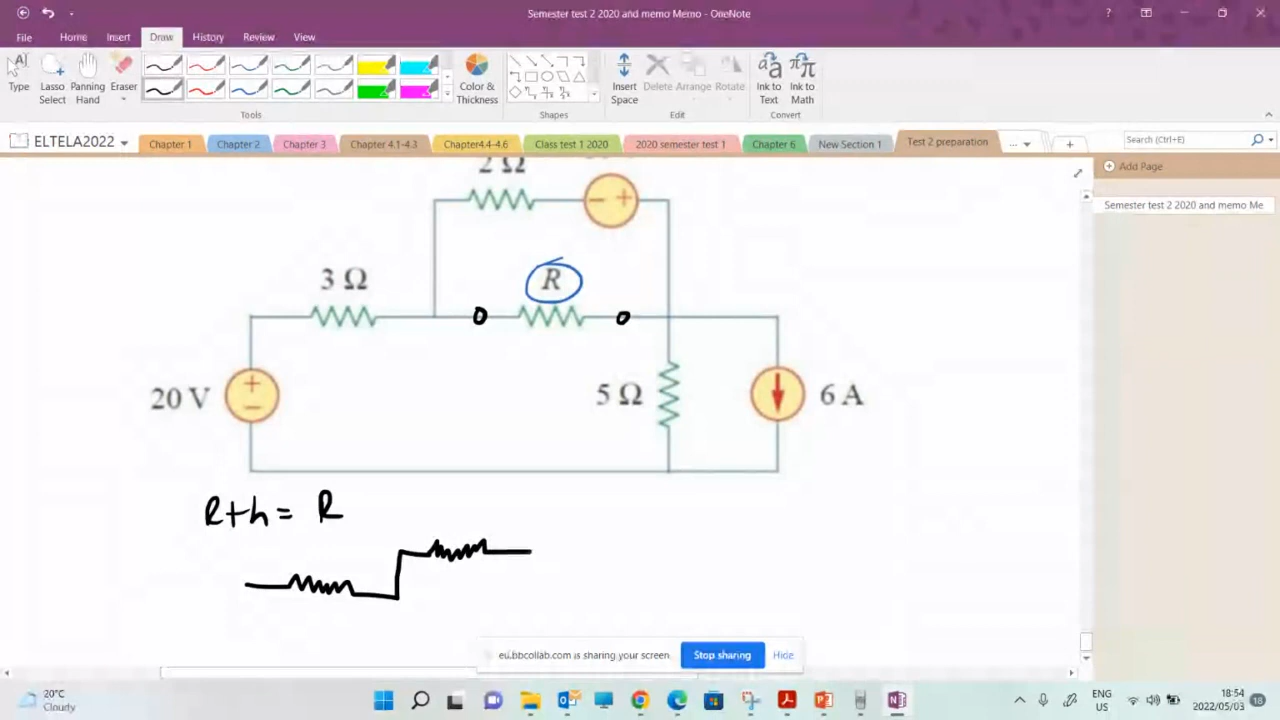 Semester test 2 2020 and memo Memo - OneNote
File Home Insert Draw History Review View
Type
Lasso Select
Panning Hand
Eraser
Tools
Color & Thickness
Shapes
Insert Space
Delete
Arrange
Rotate
Edit
Ink to Text
Ink to Math
Convert
ELTELA2022
Chapter 1
Chapter 2
Chapter 3
Chapter 4.1-4.3
Chapter4.4-4.6
Class test 1 2020
2020 semester test 1
Chapter 6
New Section 1
Test 2 preparation
...
Search (Ctrl+E)
Add Page
Semester test 2 2020 and memo Me
2 Ω
3 Ω
R
20 V
5 Ω
6 A
R+h = R
eu.bbcollab.com is sharing your screen.
Stop sharing
Hide
20°C
Cloudy
ENG
US
18:54
2022/05/03
18